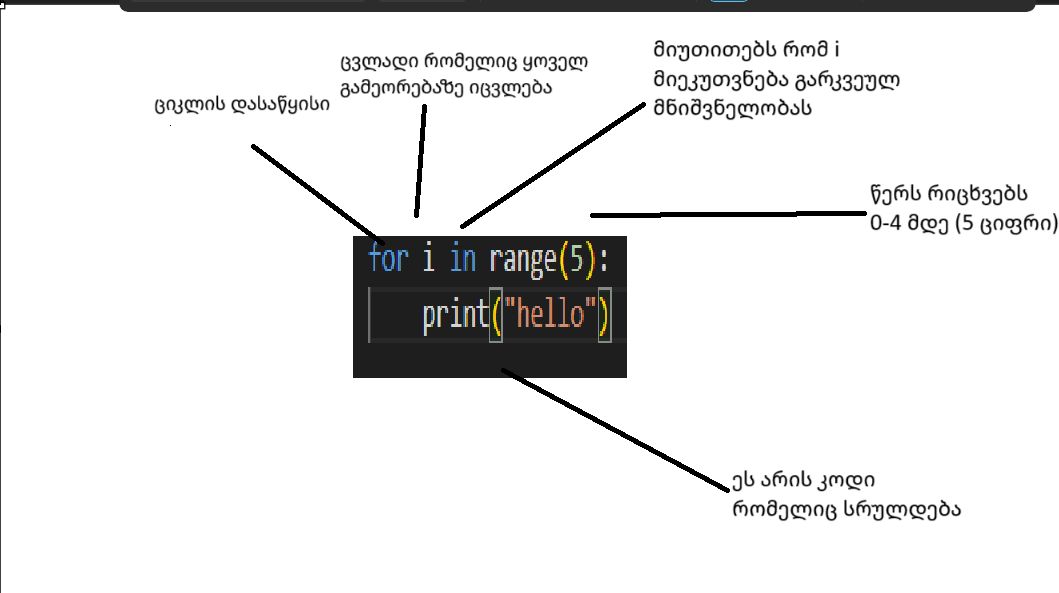 ციკლის დასაწყისი
ცვლადი რომელიც ყოველ
გამეორებაზე იცვლება
მიუთითებს რომ i
მიეკუთვნება გარკვეულ
მნიშვნელობას
წერს რიცხვებს
0-4 მდე (5 ციფრი)
for i in range(5):
    print("hello")
ეს არის კოდი
რომელიც სრულდება